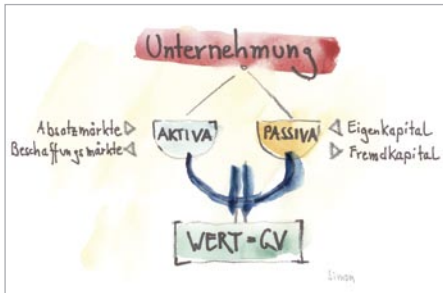 Unternehmung
Absatzmärkte
Beschaffungsmärkte
AKTIVA
PASSIVA
Eigenkapital
Fremdkapital
WERT = GV
Simon